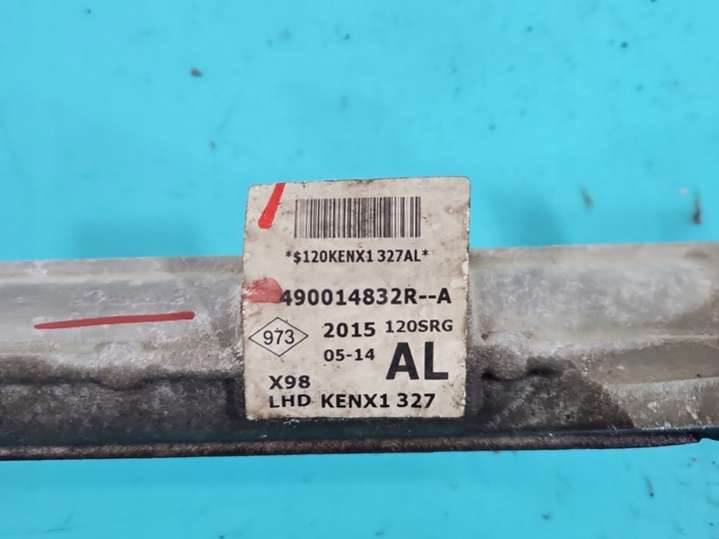 *$120KENX1 327AL*
490014832R--A
973 2015 120SRG
05-14 AL
X98
LHD KENX1 327